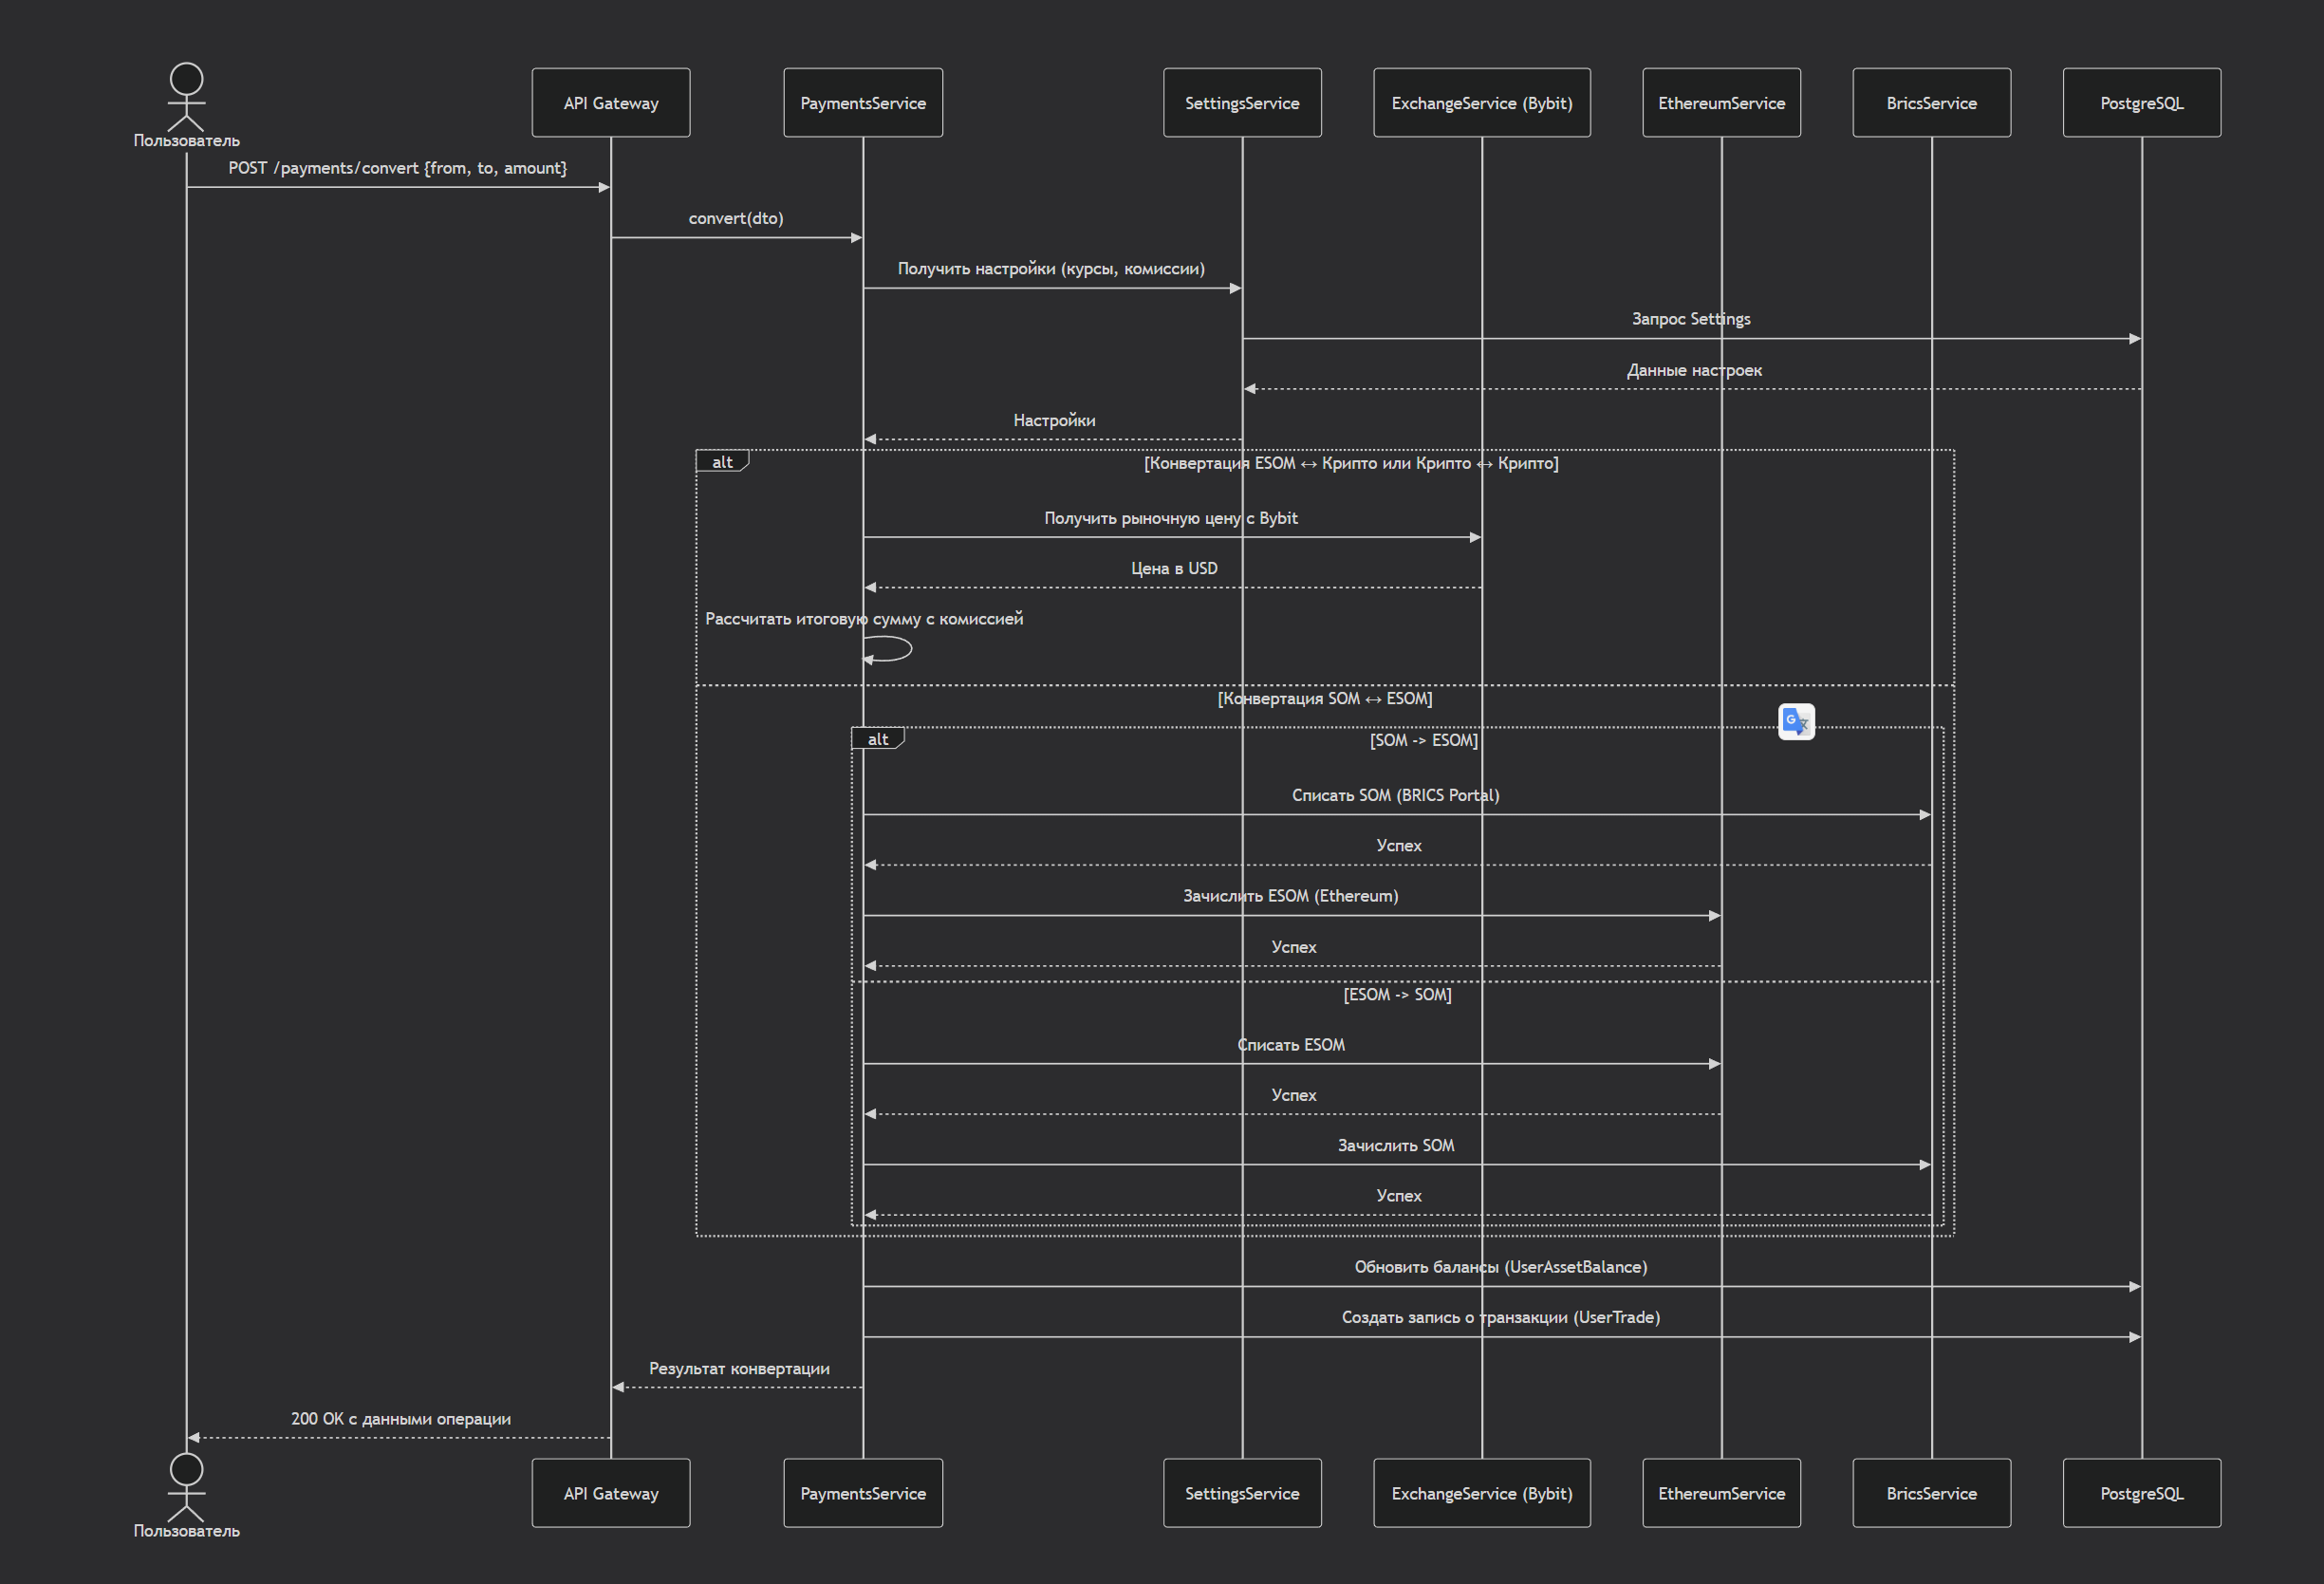 Пользователь
API Gateway
PaymentsService
SettingsService
ExchangeService (Bybit)
EthereumService
BricsService
PostgreSQL
POST /payments/convert {from, to, amount}
convert(dto)
Получить настройки (курсы, комиссии)
Запрос Settings
Данные настроек
Настройки
alt
[Конвертация ESOM ↔ Крипто или Крипто ↔ Крипто]
Получить рыночную цену с Bybit
Цена в USD
Рассчитать итоговую сумму с комиссией
[Конвертация SOM ↔ ESOM]
alt
[SOM -> ESOM]
Списать SOM (BRICS Portal)
Успех
Зачислить ESOM (Ethereum)
Успех
[ESOM -> SOM]
Списать ESOM
Успех
Зачислить SOM
Успех
Обновить балансы (UserAssetBalance)
Создать запись о транзакции (UserTrade)
Результат конвертации
200 OK с данными операции
Пользователь
API Gateway
PaymentsService
SettingsService
ExchangeService (Bybit)
EthereumService
BricsService
PostgreSQL